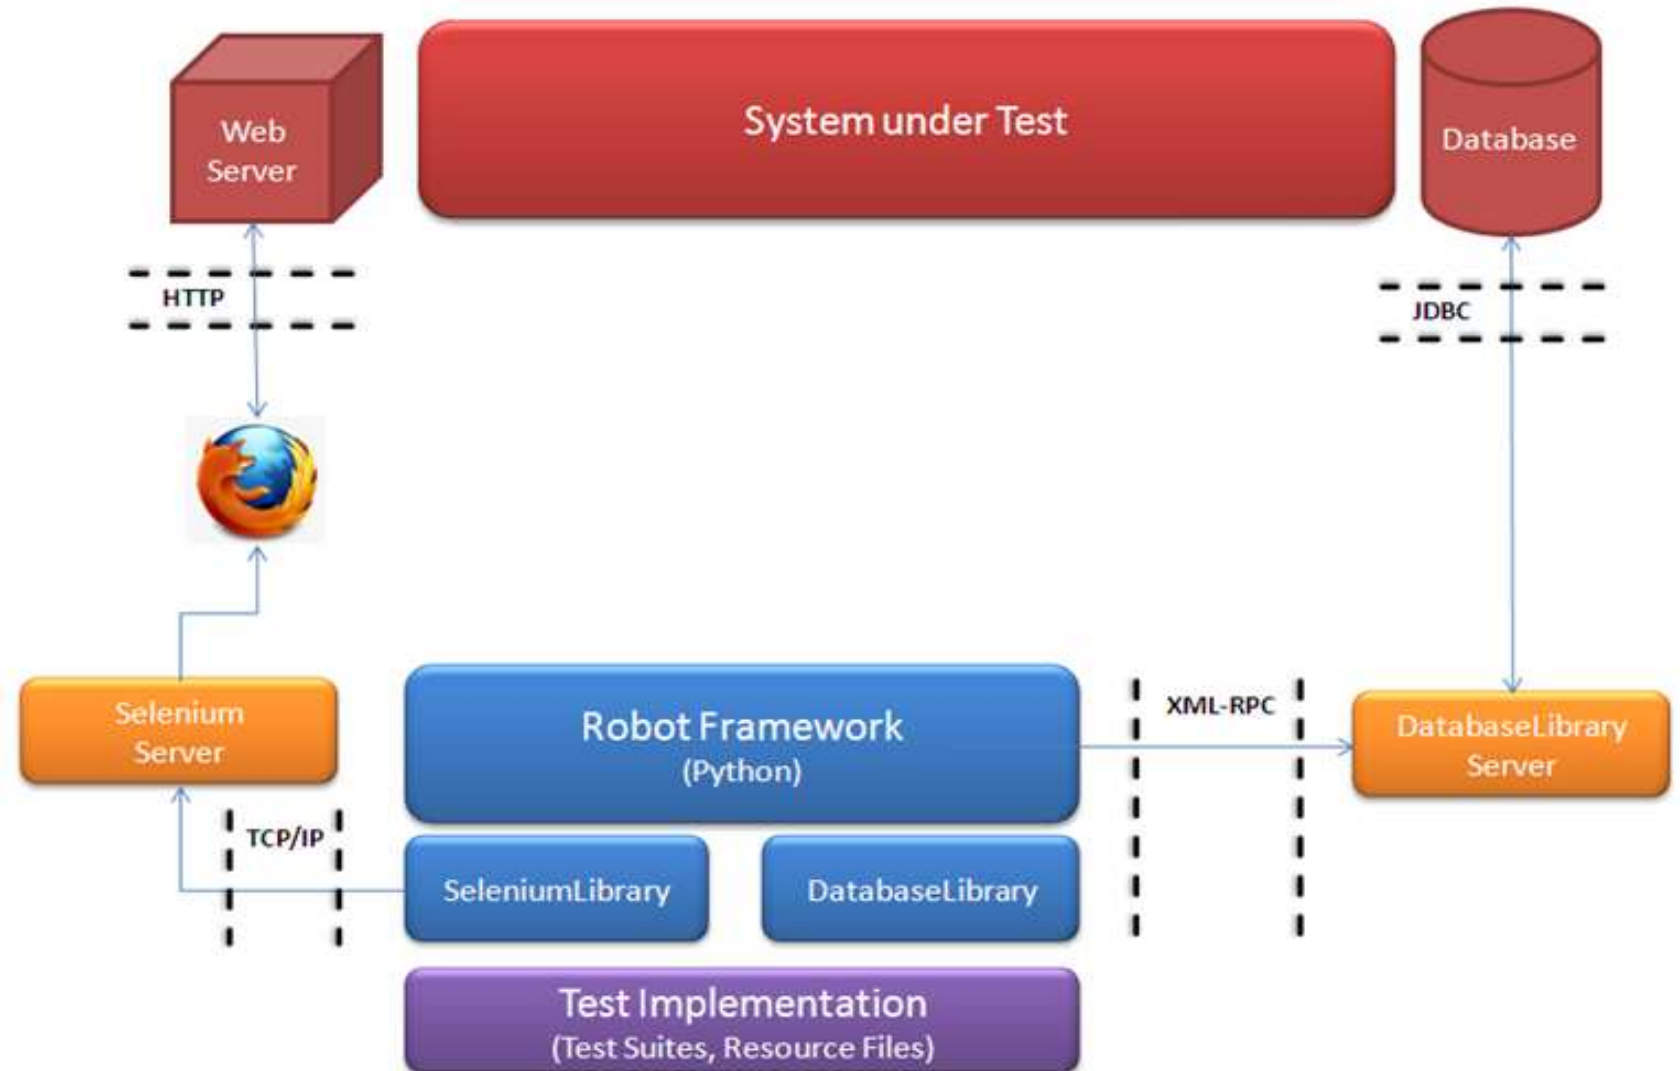 Web
Server
System under Test
Database
HTTP
JDBC
Selenium
Server
Robot Framework
(Python)
XML-RPC
DatabaseLibrary
Server
TCP/IP
SeleniumLibrary
DatabaseLibrary
Test Implementation
(Test Suites, Resource Files)